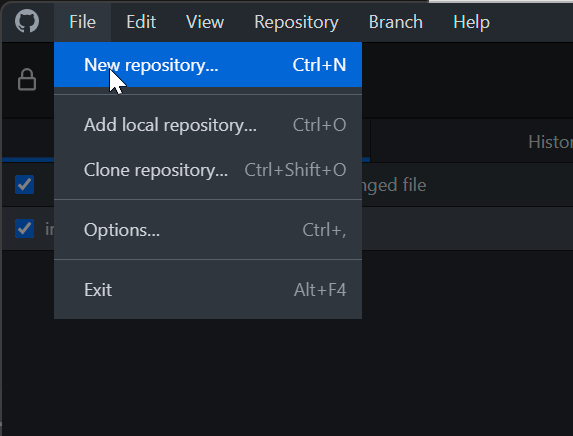 File Edit View Repository Branch Help
New repository... Ctrl+N
Add local repository... Ctrl+O
Histor
Clone repository... Ctrl+Shift+O
nged file
Options... Ctrl+,
Exit Alt+F4